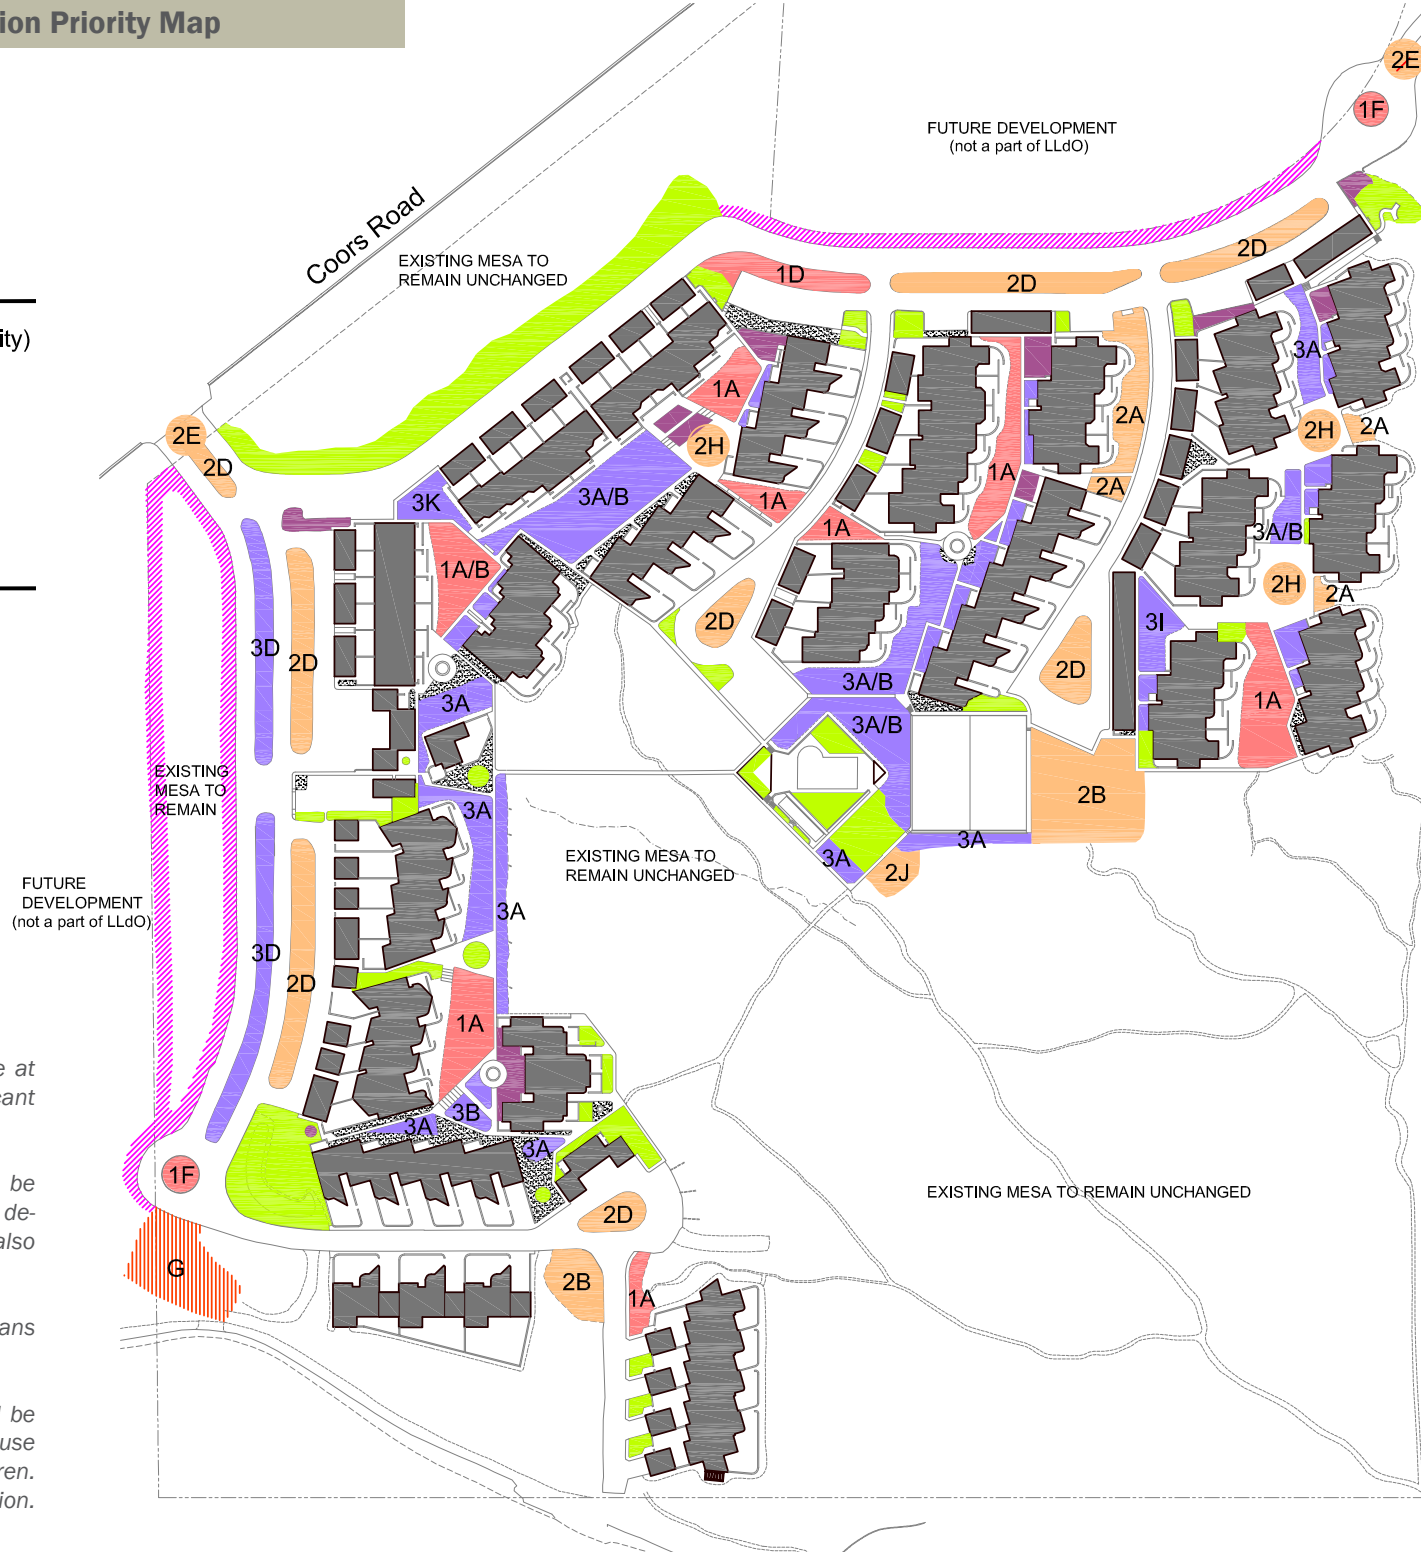 ion Priority Map
2E
1F
FUTURE DEVELOPMENT
(not a part of LLdO)
Coors Road
EXISTING MESA TO
REMAIN UNCHANGED
1D
2D
2D
ity)
3A
1A
2A
2H
2A
2E
2D
2H
3K
3A/B
1A
1A
2A
1A
3A/B
1A/B
2H
2A
3I
3D
2D
2D
3A/B
2D
1A
3A
3A/B
EXISTING
MESA TO
REMAIN
3A
2B
EXISTING MESA TO
REMAIN UNCHANGED
3A
3A
2J
FUTURE
DEVELOPMENT
(not a part of LLdO)
3A
3D
2D
1A
e at
cant
3B
3A
3A
1F
be
de-
also
EXISTING MESA TO REMAIN UNCHANGED
2D
G
2B
1A
ans
be
use
ren.
ion.